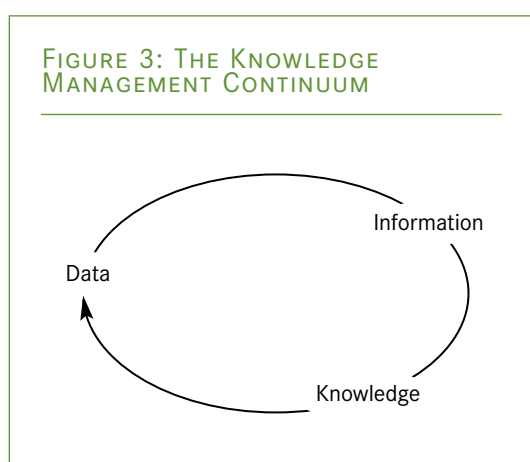 FIGURE 3: THE KNOWLEDGE
MANAGEMENT CONTINUUM
Information
Data
Knowledge